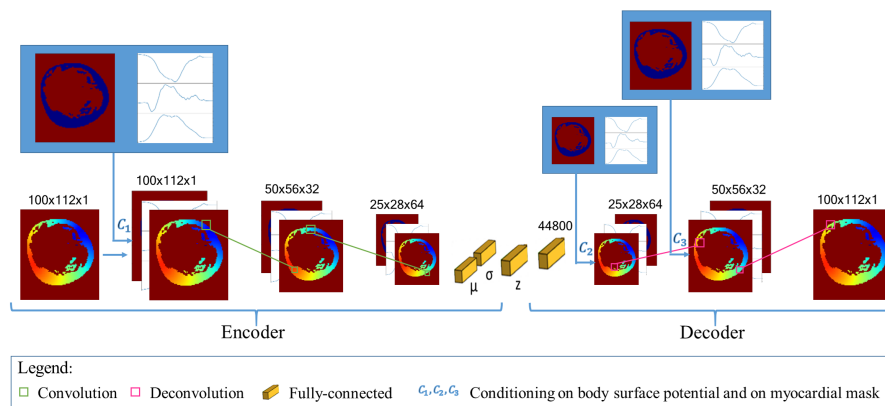 100x112x1
C₁
100x112x1
50x56x32
25x28x64
μ
σ
z
44800
C₂
25x28x64
C₃
50x56x32
100x112x1
Encoder
Decoder
Legend:
Convolution
Deconvolution
Fully-connected
C₁, C₂, C₃ Conditioning on body surface potential and on myocardial mask